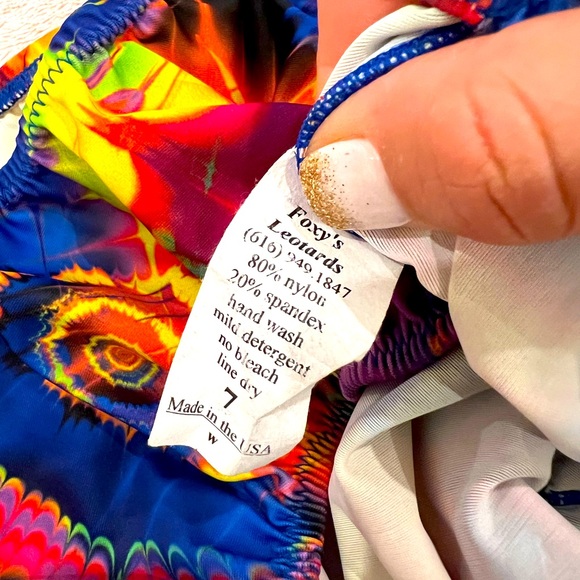 Foxy's
Leotards
(616) 949-1847
80% nylon
20% spandex
hand wash
mild detergent
no bleach
line dry
7
Made in the USA
w